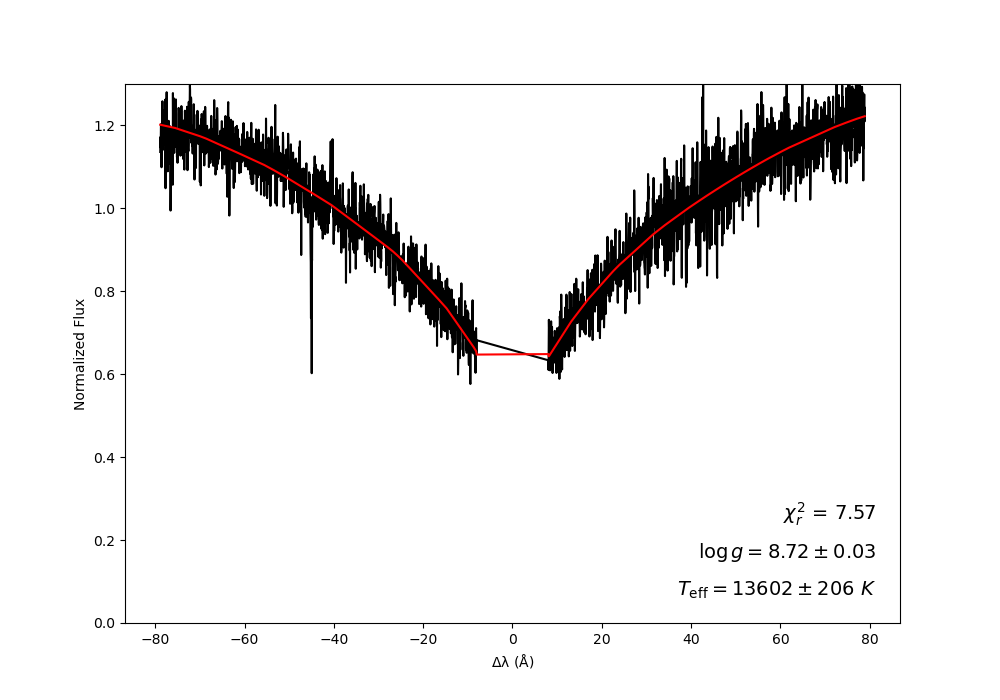 1.2
1.0
0.8
0.6
0.4
0.2
0.0
Normalized Flux
χ²ᵣ = 7.57
log g = 8.72 ± 0.03
T_eff = 13602 ± 206 K
−80 −60 −40 −20 0 20 40 60 80
Δλ (Å)